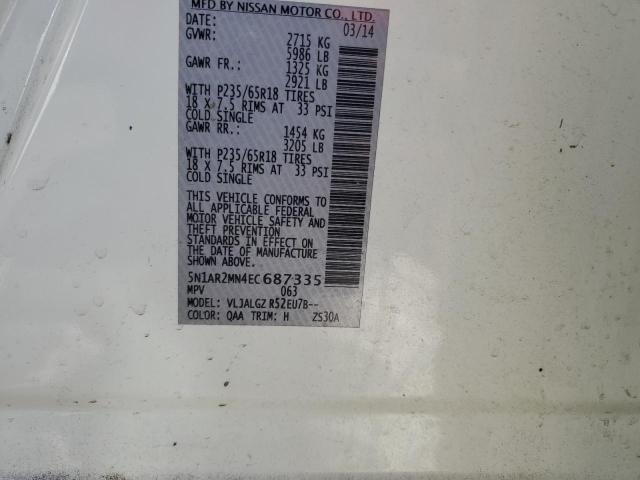 MFD BY NISSAN MOTOR CO., LTD.
DATE: 03/14
GVWR: 2715 KG
5986 LB
GAWR FR.: 1325 KG
2921 LB
WITH P235/65R18 TIRES
18 X 7.5 RIMS AT 33 PSI
COLD SINGLE
GAWR RR.: 1454 KG
3205 LB
WITH P235/65R18 TIRES
18 X 7.5 RIMS AT 33 PSI
COLD SINGLE
THIS VEHICLE CONFORMS TO
ALL APPLICABLE FEDERAL
MOTOR VEHICLE SAFETY AND
THEFT PREVENTION
STANDARDS IN EFFECT ON
THE DATE OF MANUFACTURE
SHOWN ABOVE.
5N1AR2MN4EC687335
MPV 063
MODEL: VLJALGZ R52EU7B--
COLOR: QAA TRIM: H ZS30A